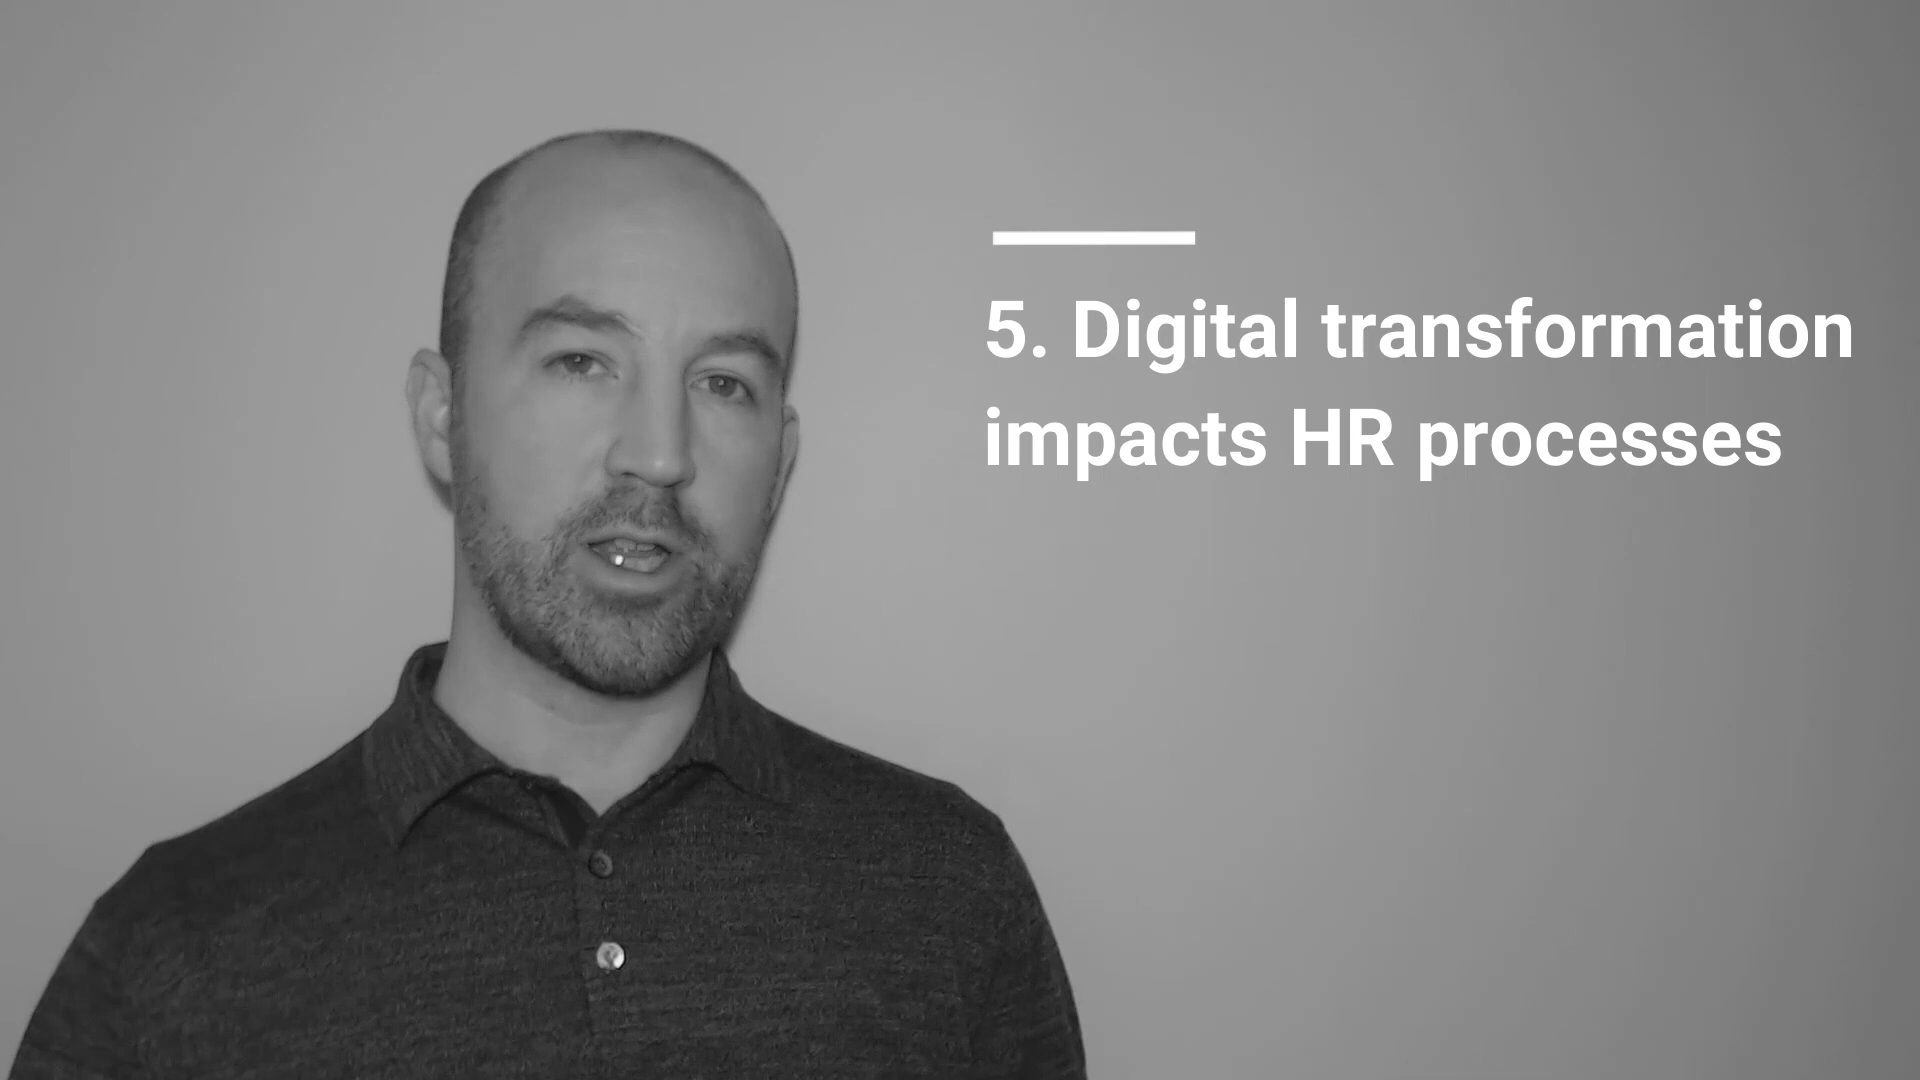 5. Digital transformation
impacts HR processes